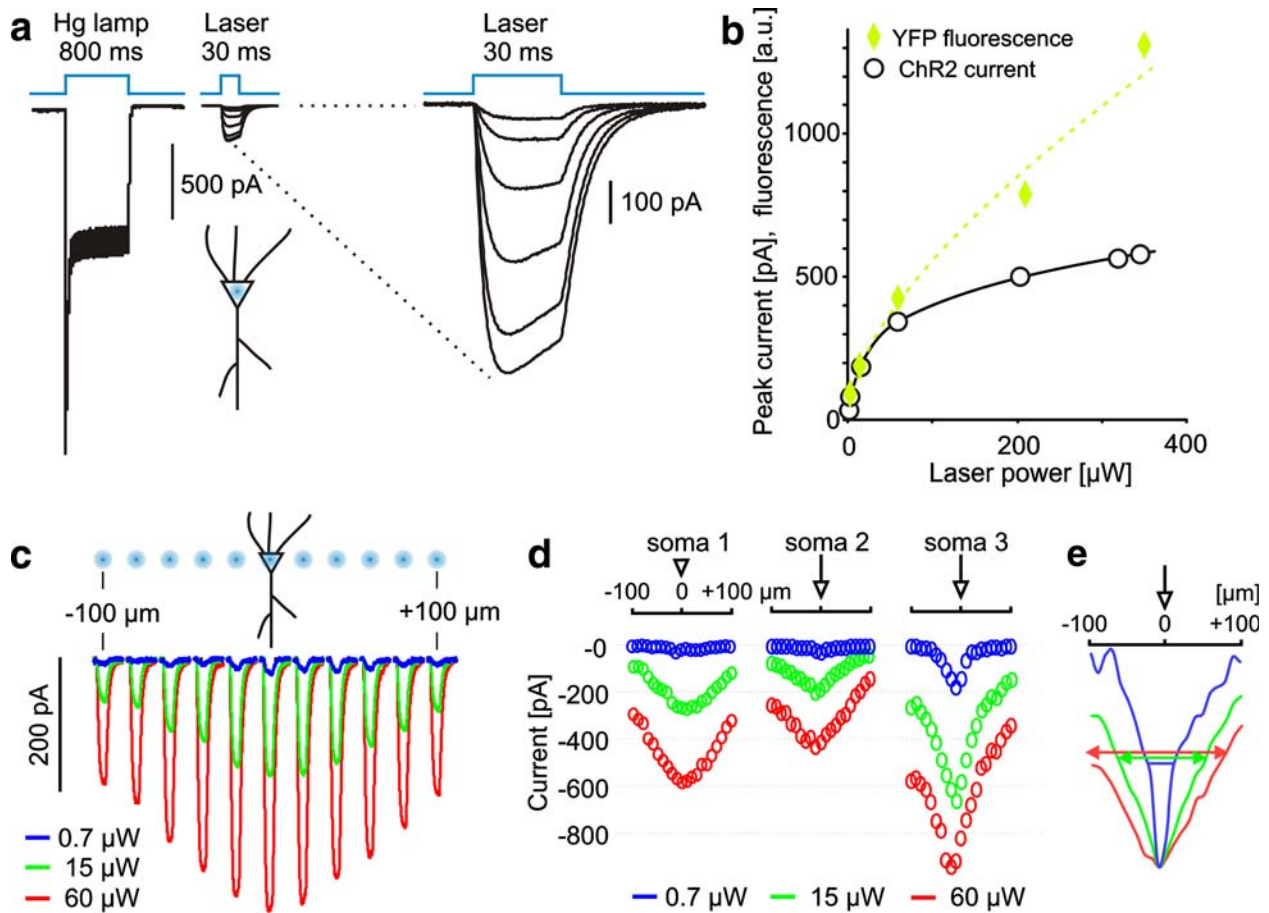 a
Hg lamp
800 ms
Laser
30 ms
Laser
30 ms
500 pA
100 pA
b
YFP fluorescence
ChR2 current
Peak current [pA], fluorescence [a.u.]
1000
500
0
0
200
400
Laser power [µW]
c
-100 µm
+100 µm
200 pA
0.7 µW
15 µW
60 µW
d
soma 1
soma 2
soma 3
-100
0
+100 µm
Current [pA]
-0
-200
-400
-600
-800
0.7 µW
15 µW
60 µW
e
[µm]
-100
0
+100